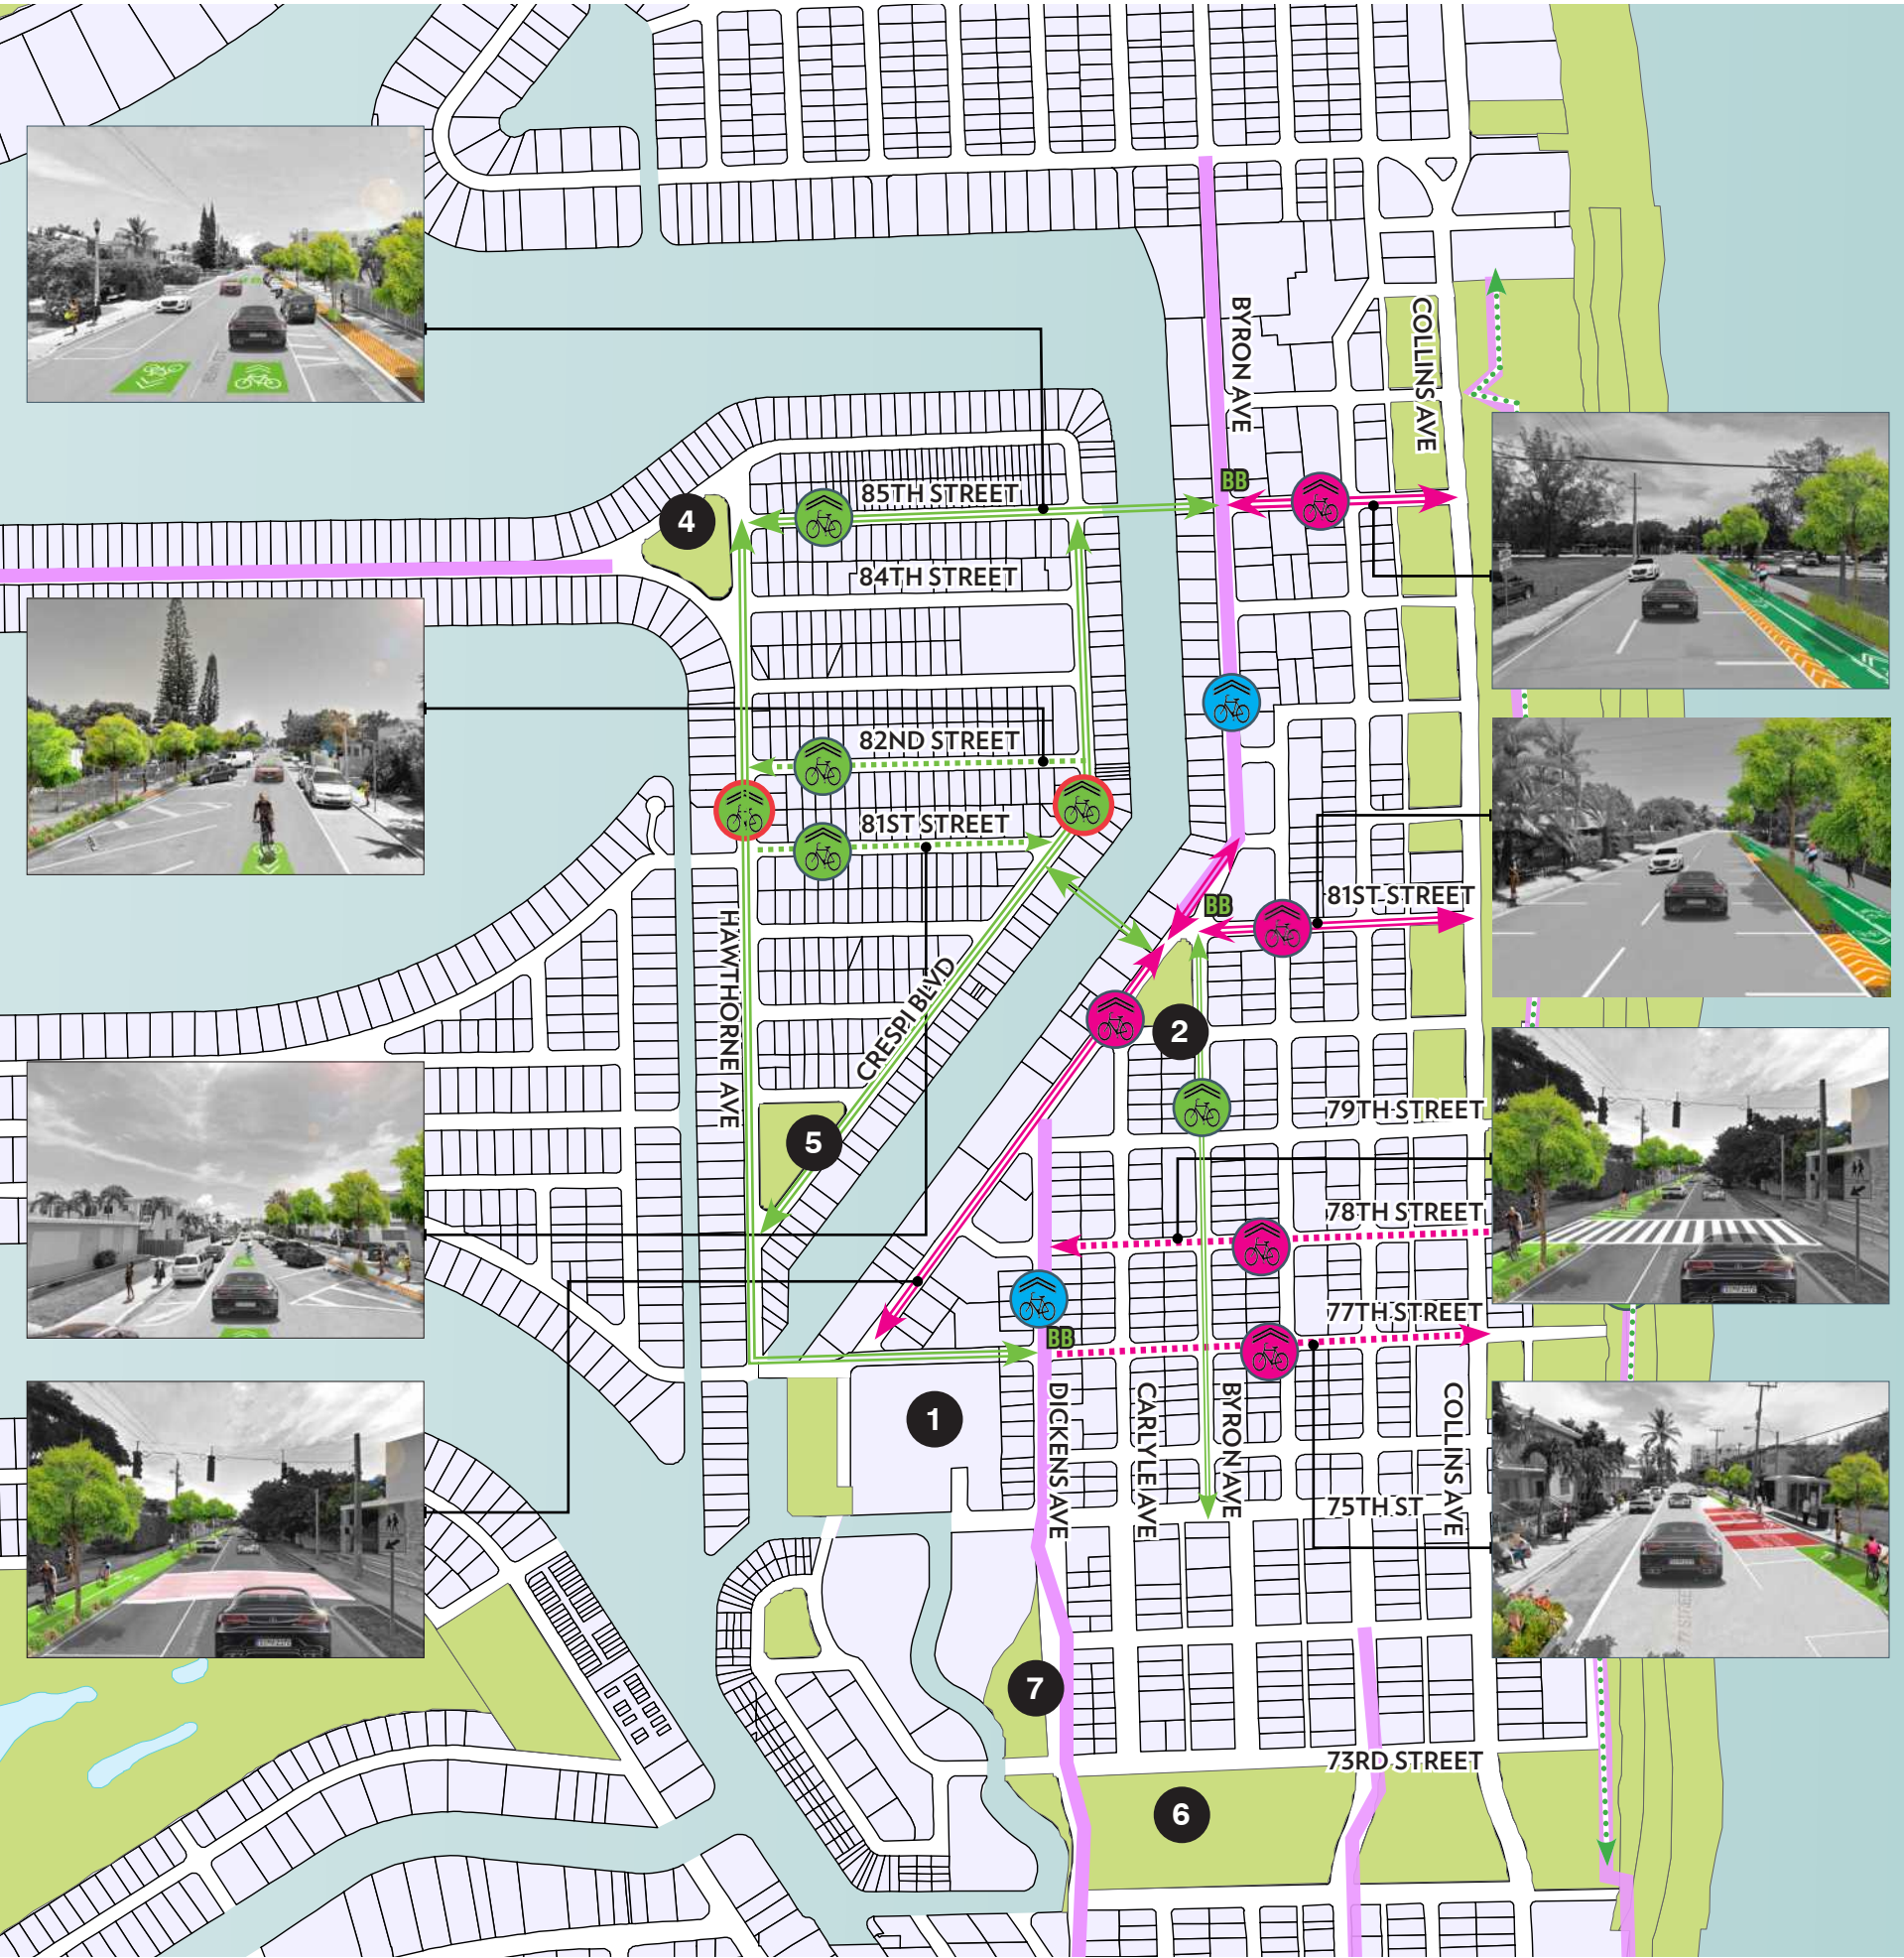 BYRON AVE
COLLINS AVE
BB
85TH STREET
4
84TH STREET
82ND STREET
81ST STREET
81ST STREET
BB
HAWTHORNE AVE
CRESPI BLVD
2
79TH STREET
5
78TH STREET
77TH STREET
BB
1
DICKENS AVE
CARLYLE AVE
BYRON AVE
COLLINS AVE
75TH ST
7
73RD STREET
6